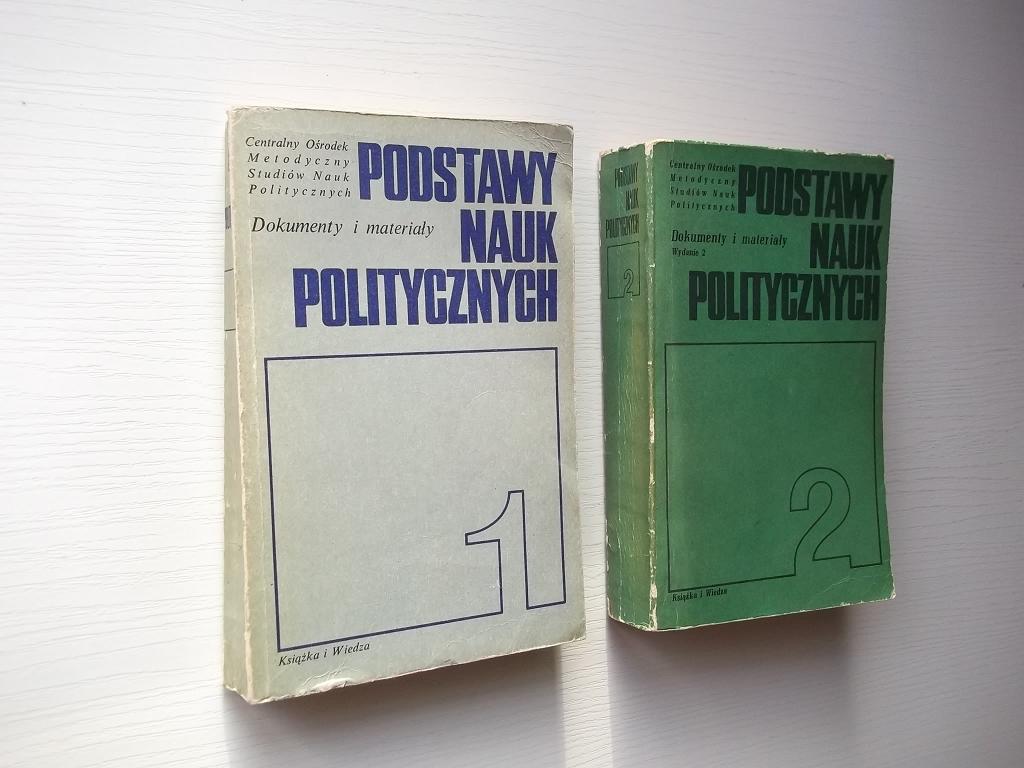 Centralny Ośrodek
Metodyczny
Studiów Nauk
Politycznych
PODSTAWY
NAUK
POLITYCZNYCH
Dokumenty i materiały
1
Książka i Wiedza
PODSTAWY
NAUK
POLITYCZNYCH
2
Centralny Ośrodek
Metodyczny
Studiów Nauk
Politycznych
PODSTAWY
NAUK
POLITYCZNYCH
Dokumenty i materiały
Wydanie 2
2
Książka i Wiedza